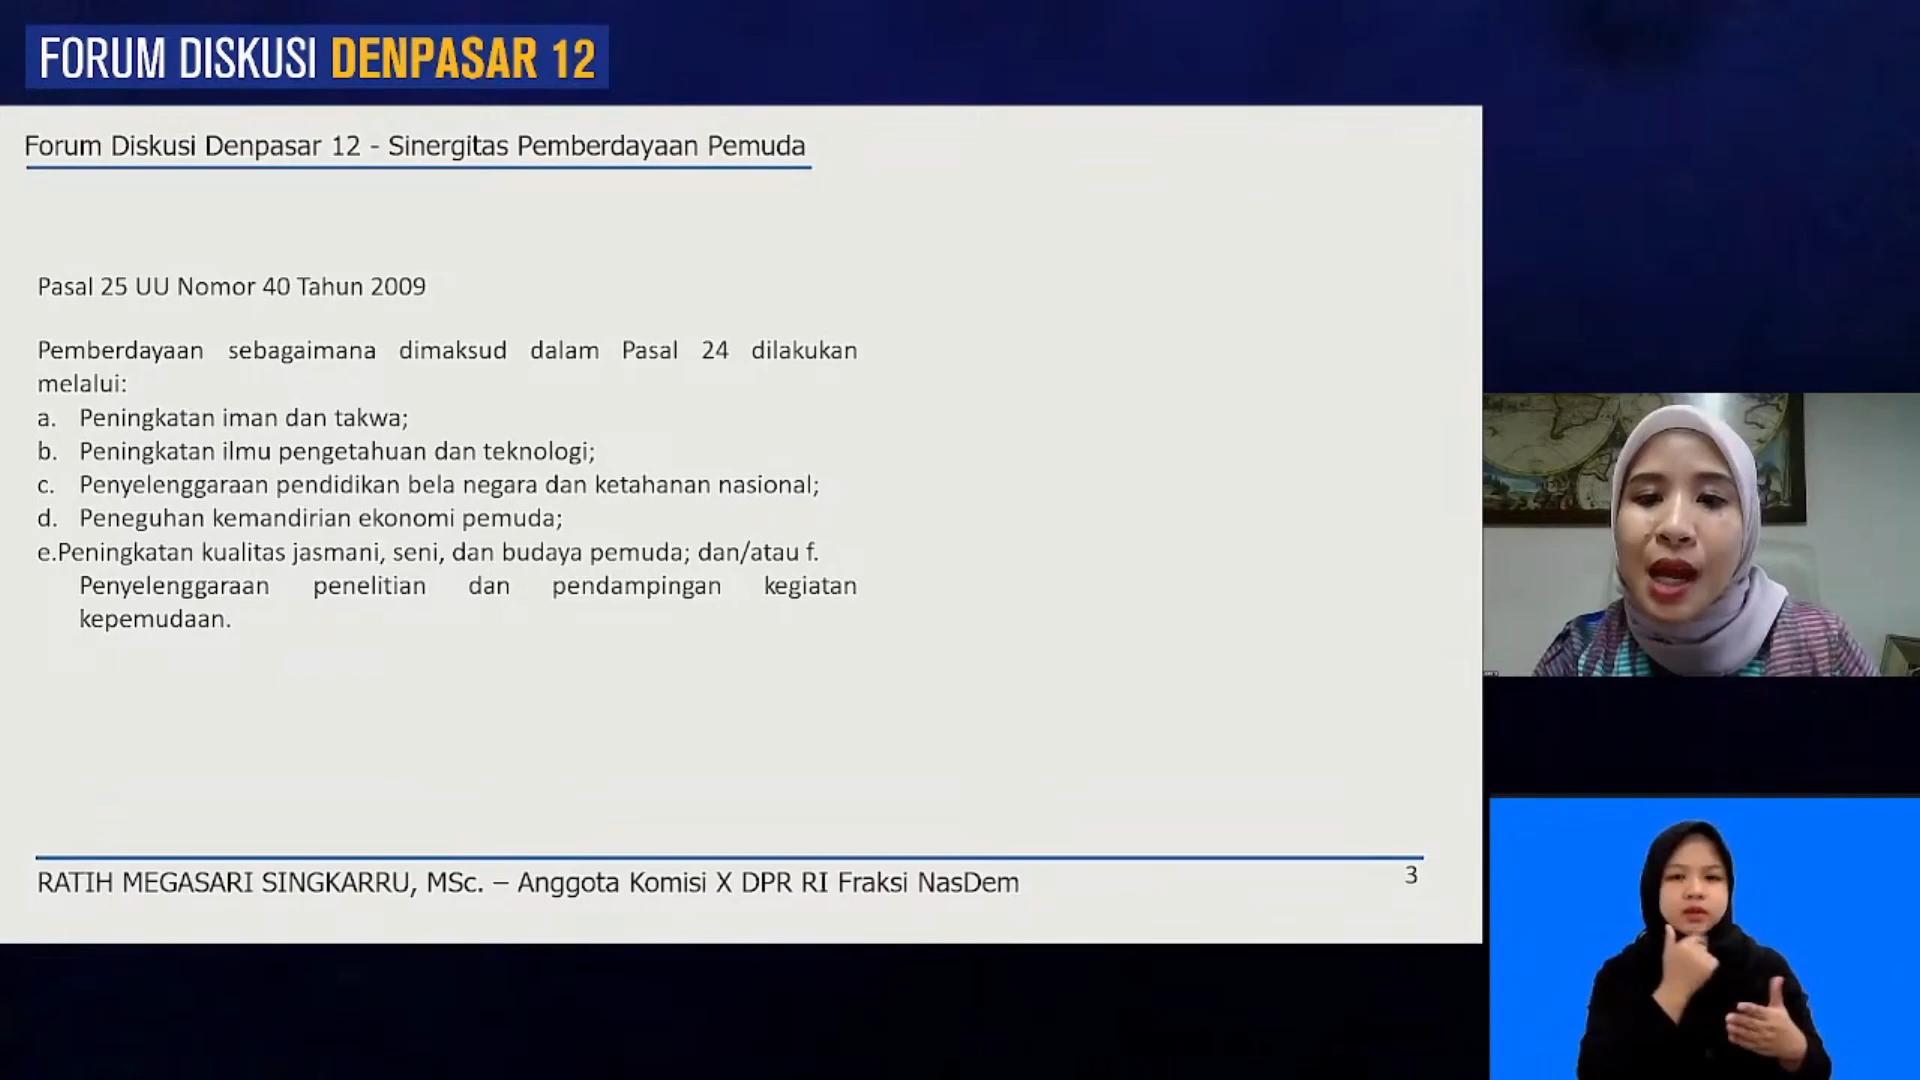 FORUM DISKUSI DENPASAR 12
Forum Diskusi Denpasar 12 - Sinergitas Pemberdayaan Pemuda
Pasal 25 UU Nomor 40 Tahun 2009
Pemberdayaan sebagaimana dimaksud dalam Pasal 24 dilakukan
melalui:
a. Peningkatan iman dan takwa;
b. Peningkatan ilmu pengetahuan dan teknologi;
c. Penyelenggaraan pendidikan bela negara dan ketahanan nasional;
d. Peneguhan kemandirian ekonomi pemuda;
e.Peningkatan kualitas jasmani, seni, dan budaya pemuda; dan/atau f.
Penyelenggaraan penelitian dan pendampingan kegiatan
kepemudaan.
RATIH MEGASARI SINGKARRU, MSc. – Anggota Komisi X DPR RI Fraksi NasDem
3